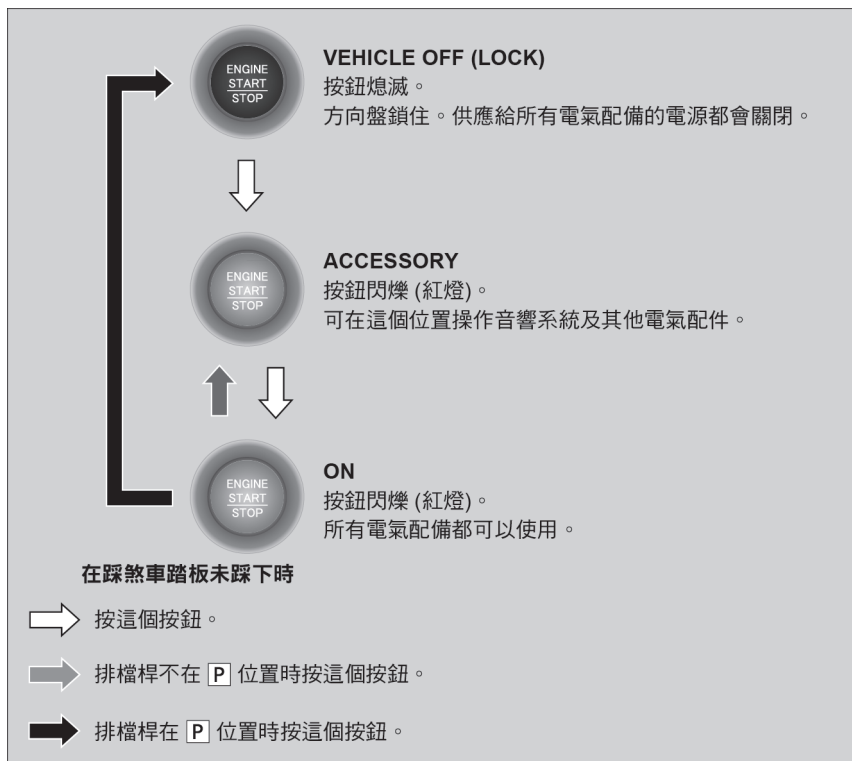 ENGINE
START
STOP
VEHICLE OFF (LOCK)
按鈕熄滅。
方向盤鎖住。供應給所有電氣配備的電源都會關閉。
ENGINE
START
STOP
ACCESSORY
按鈕閃爍 (紅燈)。
可在這個位置操作音響系統及其他電氣配件。
ENGINE
START
STOP
ON
按鈕閃爍 (紅燈)。
所有電氣配備都可以使用。
在踩煞車踏板未踩下時
按這個按鈕。
排檔桿不在 P 位置時按這個按鈕。
排檔桿在 P 位置時按這個按鈕。